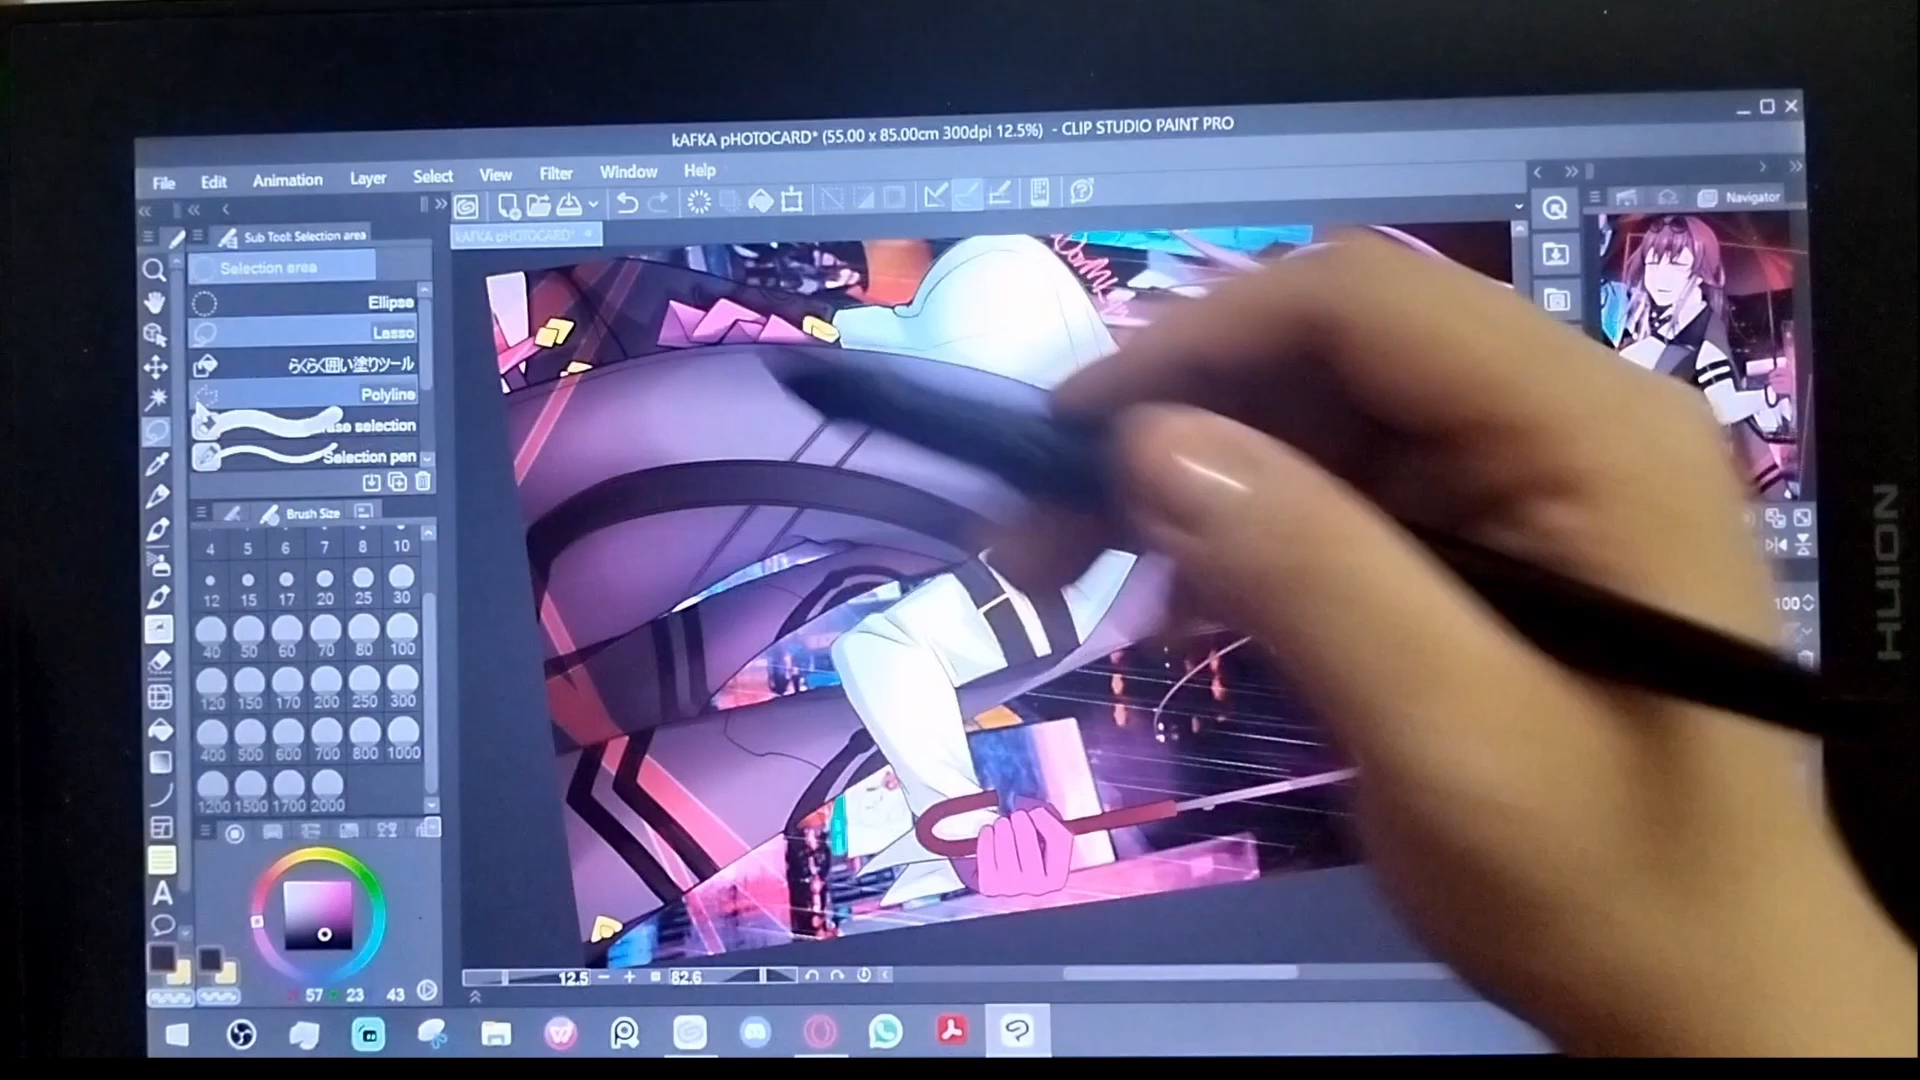 kAFKA pHOTOCARD* (55.00 x 85.00cm 300dpi 12.5%) - CLIP STUDIO PAINT PRO
File Edit Animation Layer Select View Filter Window Help
Navigator
Sub Tool: Selection area
kAFKA pHOTOCARD*
Selection area
Ellipse
Lasso
らくらく囲い塗りツール
Polyline
ase selection
Selection pen
Brush Size
4 5 6 7 8 10
12 15 17 20 25 30
40 50 60 70 80 100
120 150 170 200 250 300
400 500 600 700 800 1000
1200 1500 1700 2000
100
A
12.5 82.6
57 23 43
HUION